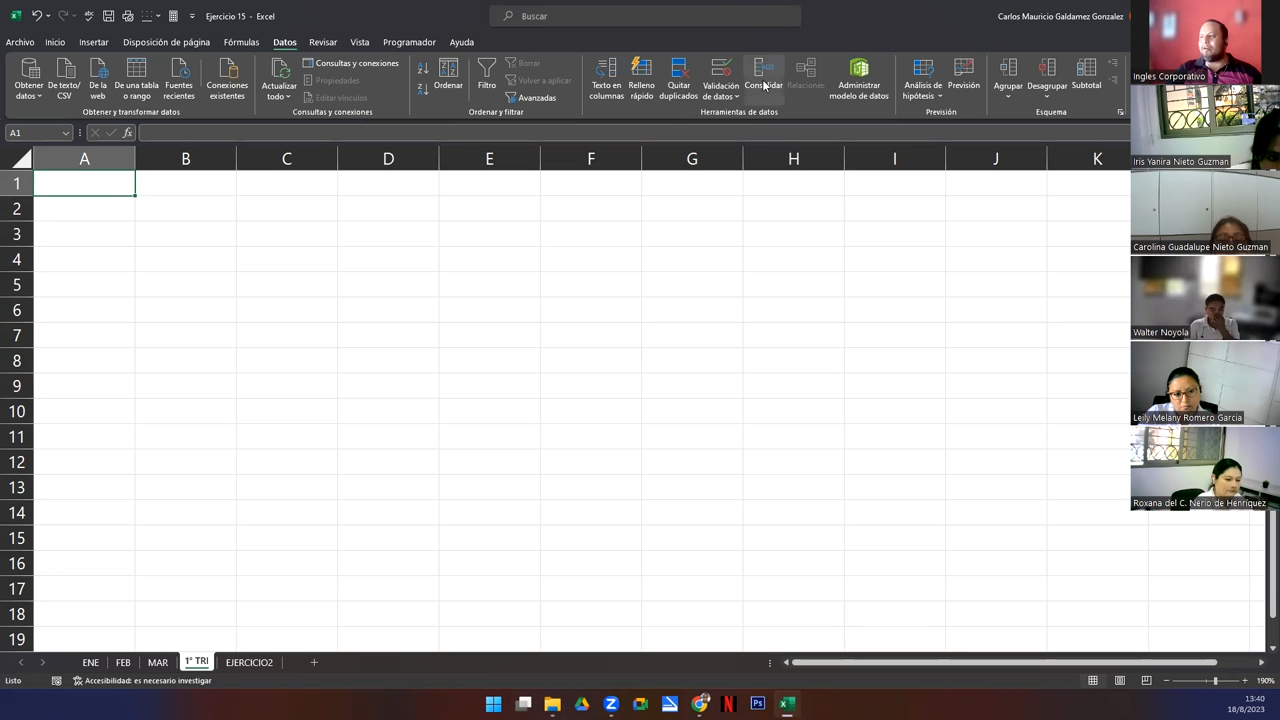 Ejercicio 15 - Excel
Buscar
Carlos Mauricio Galdamez Gonzalez
Archivo Inicio Insertar Disposición de página Fórmulas Datos Revisar Vista Programador Ayuda
Obtener datos
De texto/CSV
De la web
De una tabla o rango
Fuentes recientes
Conexiones existentes
Obtener y transformar datos
Actualizar todo
Consultas y conexiones
Propiedades
Editar vínculos
Consultas y conexiones
Ordenar
Filtro
Borrar
Volver a aplicar
Avanzadas
Ordenar y filtrar
Texto en columnas
Relleno rápido
Quitar duplicados
Validación de datos
Consolidar
Relaciones
Administrar modelo de datos
Herramientas de datos
Análisis de hipótesis
Previsión
Previsión
Agrupar
Desagrupar
Subtotal
Esquema
A1
fx
A B C D E F G H I J K
1
2
3
4
5
6
7
8
9
10
11
12
13
14
15
16
17
18
19
Ingles Corporativo
Iris Yanira Nieto Guzman
Carolina Guadalupe Nieto Guzman
Walter Noyola
Leily Melany Romero Garcia
Roxana del C. Nerio de Henríquez
ENE FEB MAR 1° TRI EJERCICIO2
Listo
Accesibilidad: es necesario investigar
190%
Ps
13:40
18/8/2023